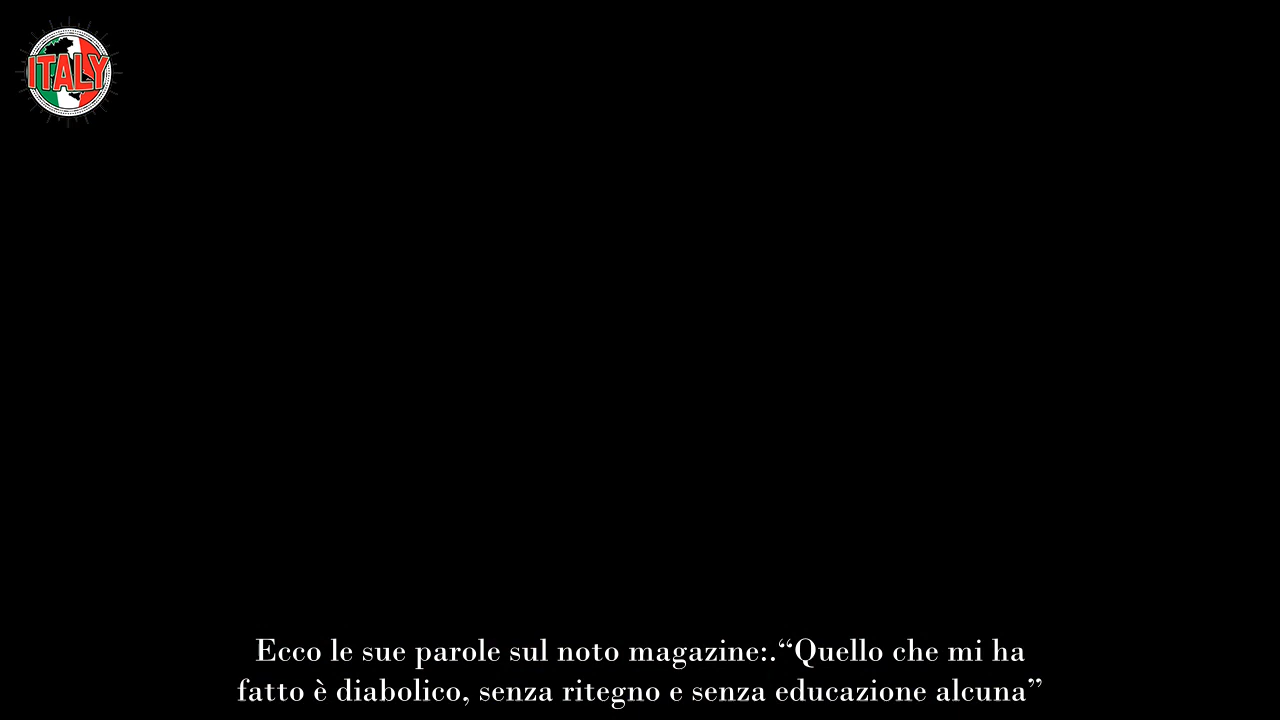 ITALY
Ecco le sue parole sul noto magazine:.“Quello che mi ha
fatto è diabolico, senza ritegno e senza educazione alcuna”